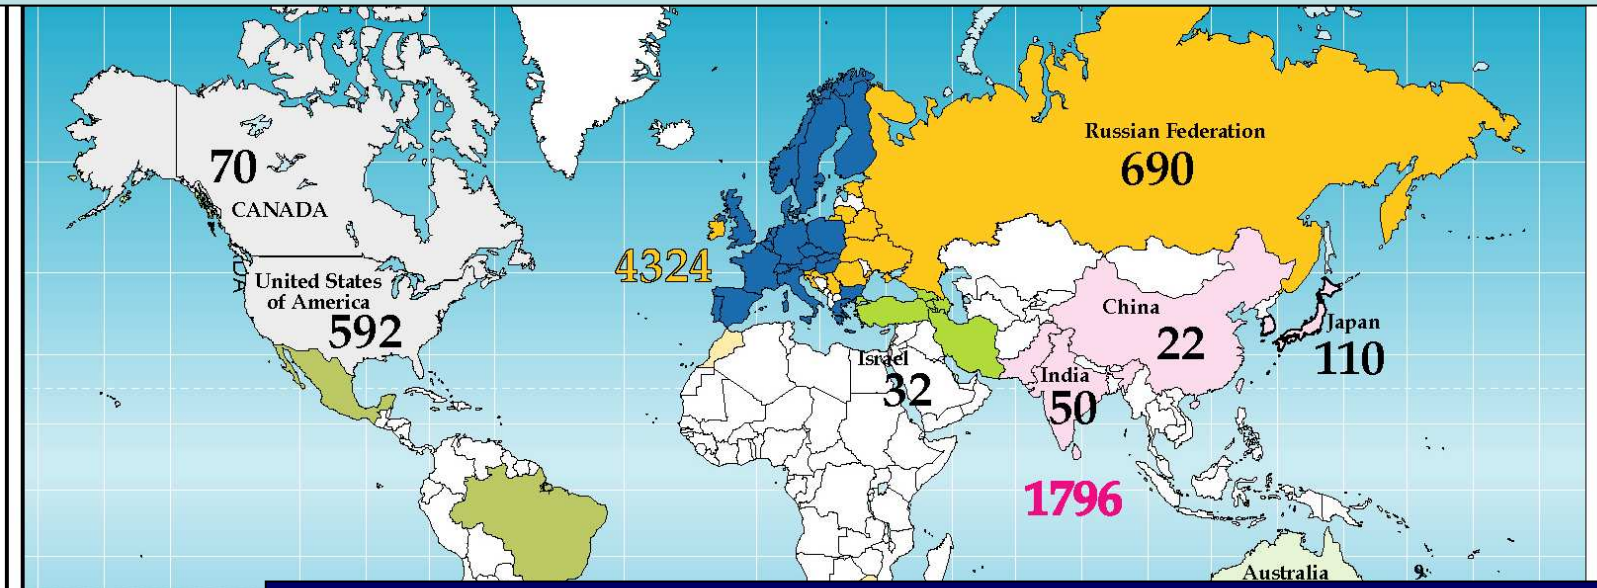 Russian Federation
690
70
CANADA
4324
United States
of America
592
China
22
Japan
110
Israel
32
India
50
1796
Australia
9